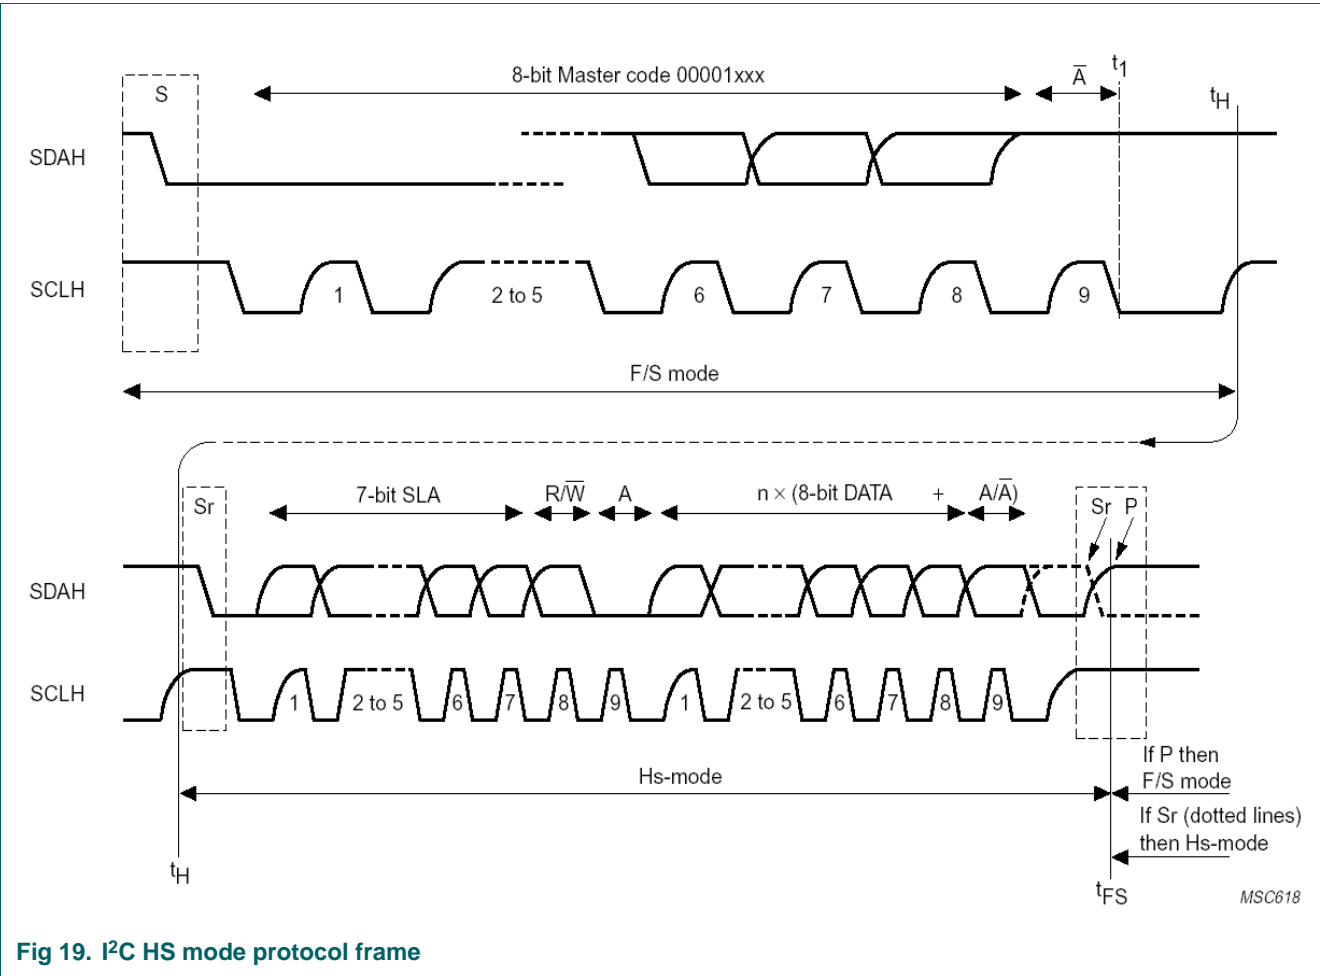 8-bit Master code 00001xxx
A̅
t1
tH
S
SDAH
SCLH
1
2 to 5
6
7
8
9
F/S mode
Sr
7-bit SLA
R/W̅
A
n × (8-bit DATA + A/A̅)
Sr P
SDAH
SCLH
1
2 to 5
6
7
8
9
1
2 to 5
6
7
8
9
Hs-mode
If P then
F/S mode
If Sr (dotted lines)
then Hs-mode
tH
tFS
MSC618
Fig 19. I²C HS mode protocol frame